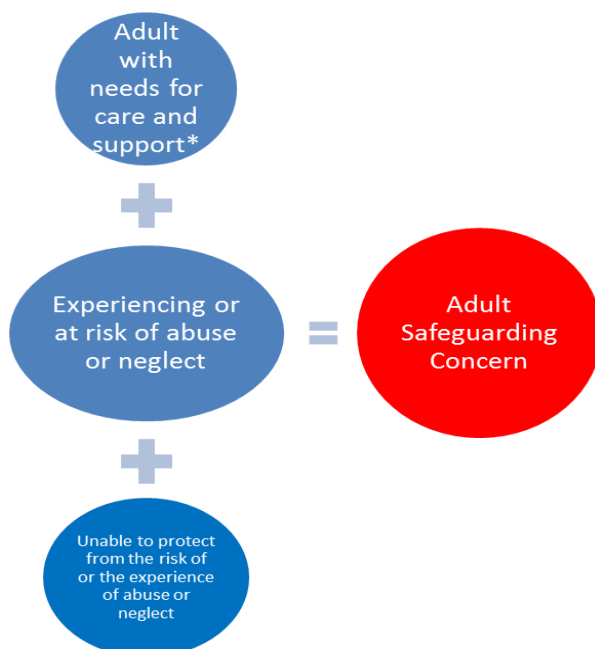 Adult
with
needs for
care and
support*
Experiencing or
at risk of abuse
or neglect
Adult
Safeguarding
Concern
Unable to protect
from the risk of
or the experience
of abuse or
neglect